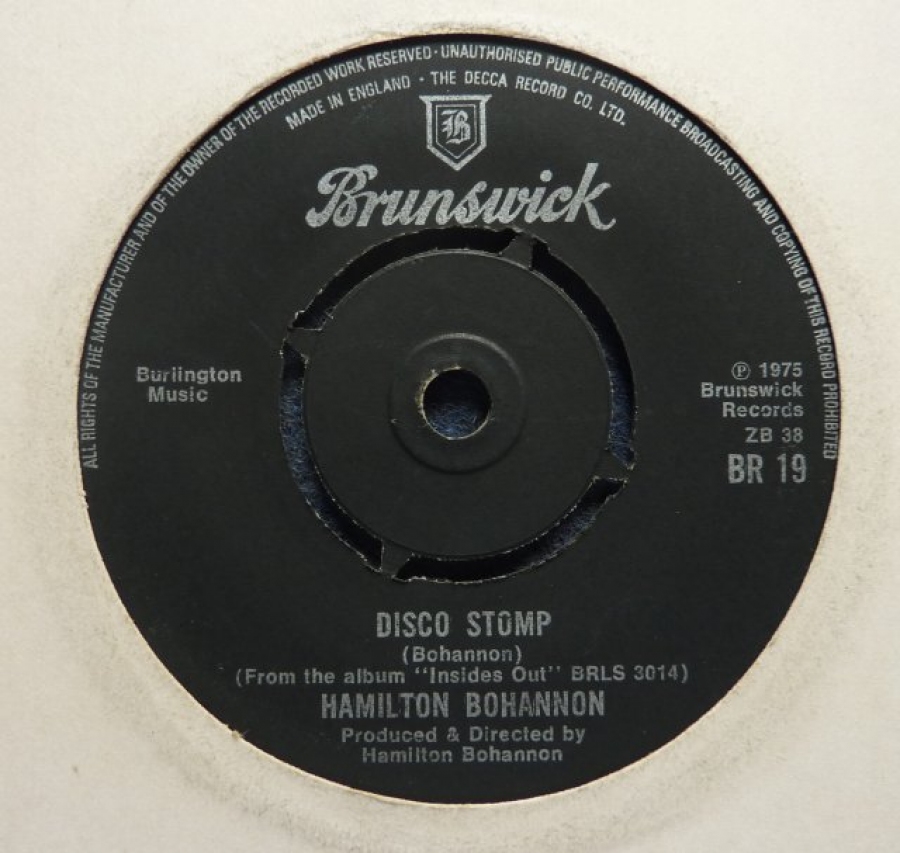 ALL RIGHTS OF THE MANUFACTURER AND OF THE OWNER OF THE RECORDED WORK RESERVED · UNAUTHORISED PUBLIC PERFORMANCE BROADCASTING AND COPYING OF THIS RECORD PROHIBITED
MADE IN ENGLAND · THE DECCA RECORD CO. LTD.
B
Brunswick
Burlington
Music
℗ 1975
Brunswick
Records
ZB 38
BR 19
DISCO STOMP
(Bohannon)
(From the album "Insides Out" BRLS 3014)
HAMILTON BOHANNON
Produced & Directed by
Hamilton Bohannon